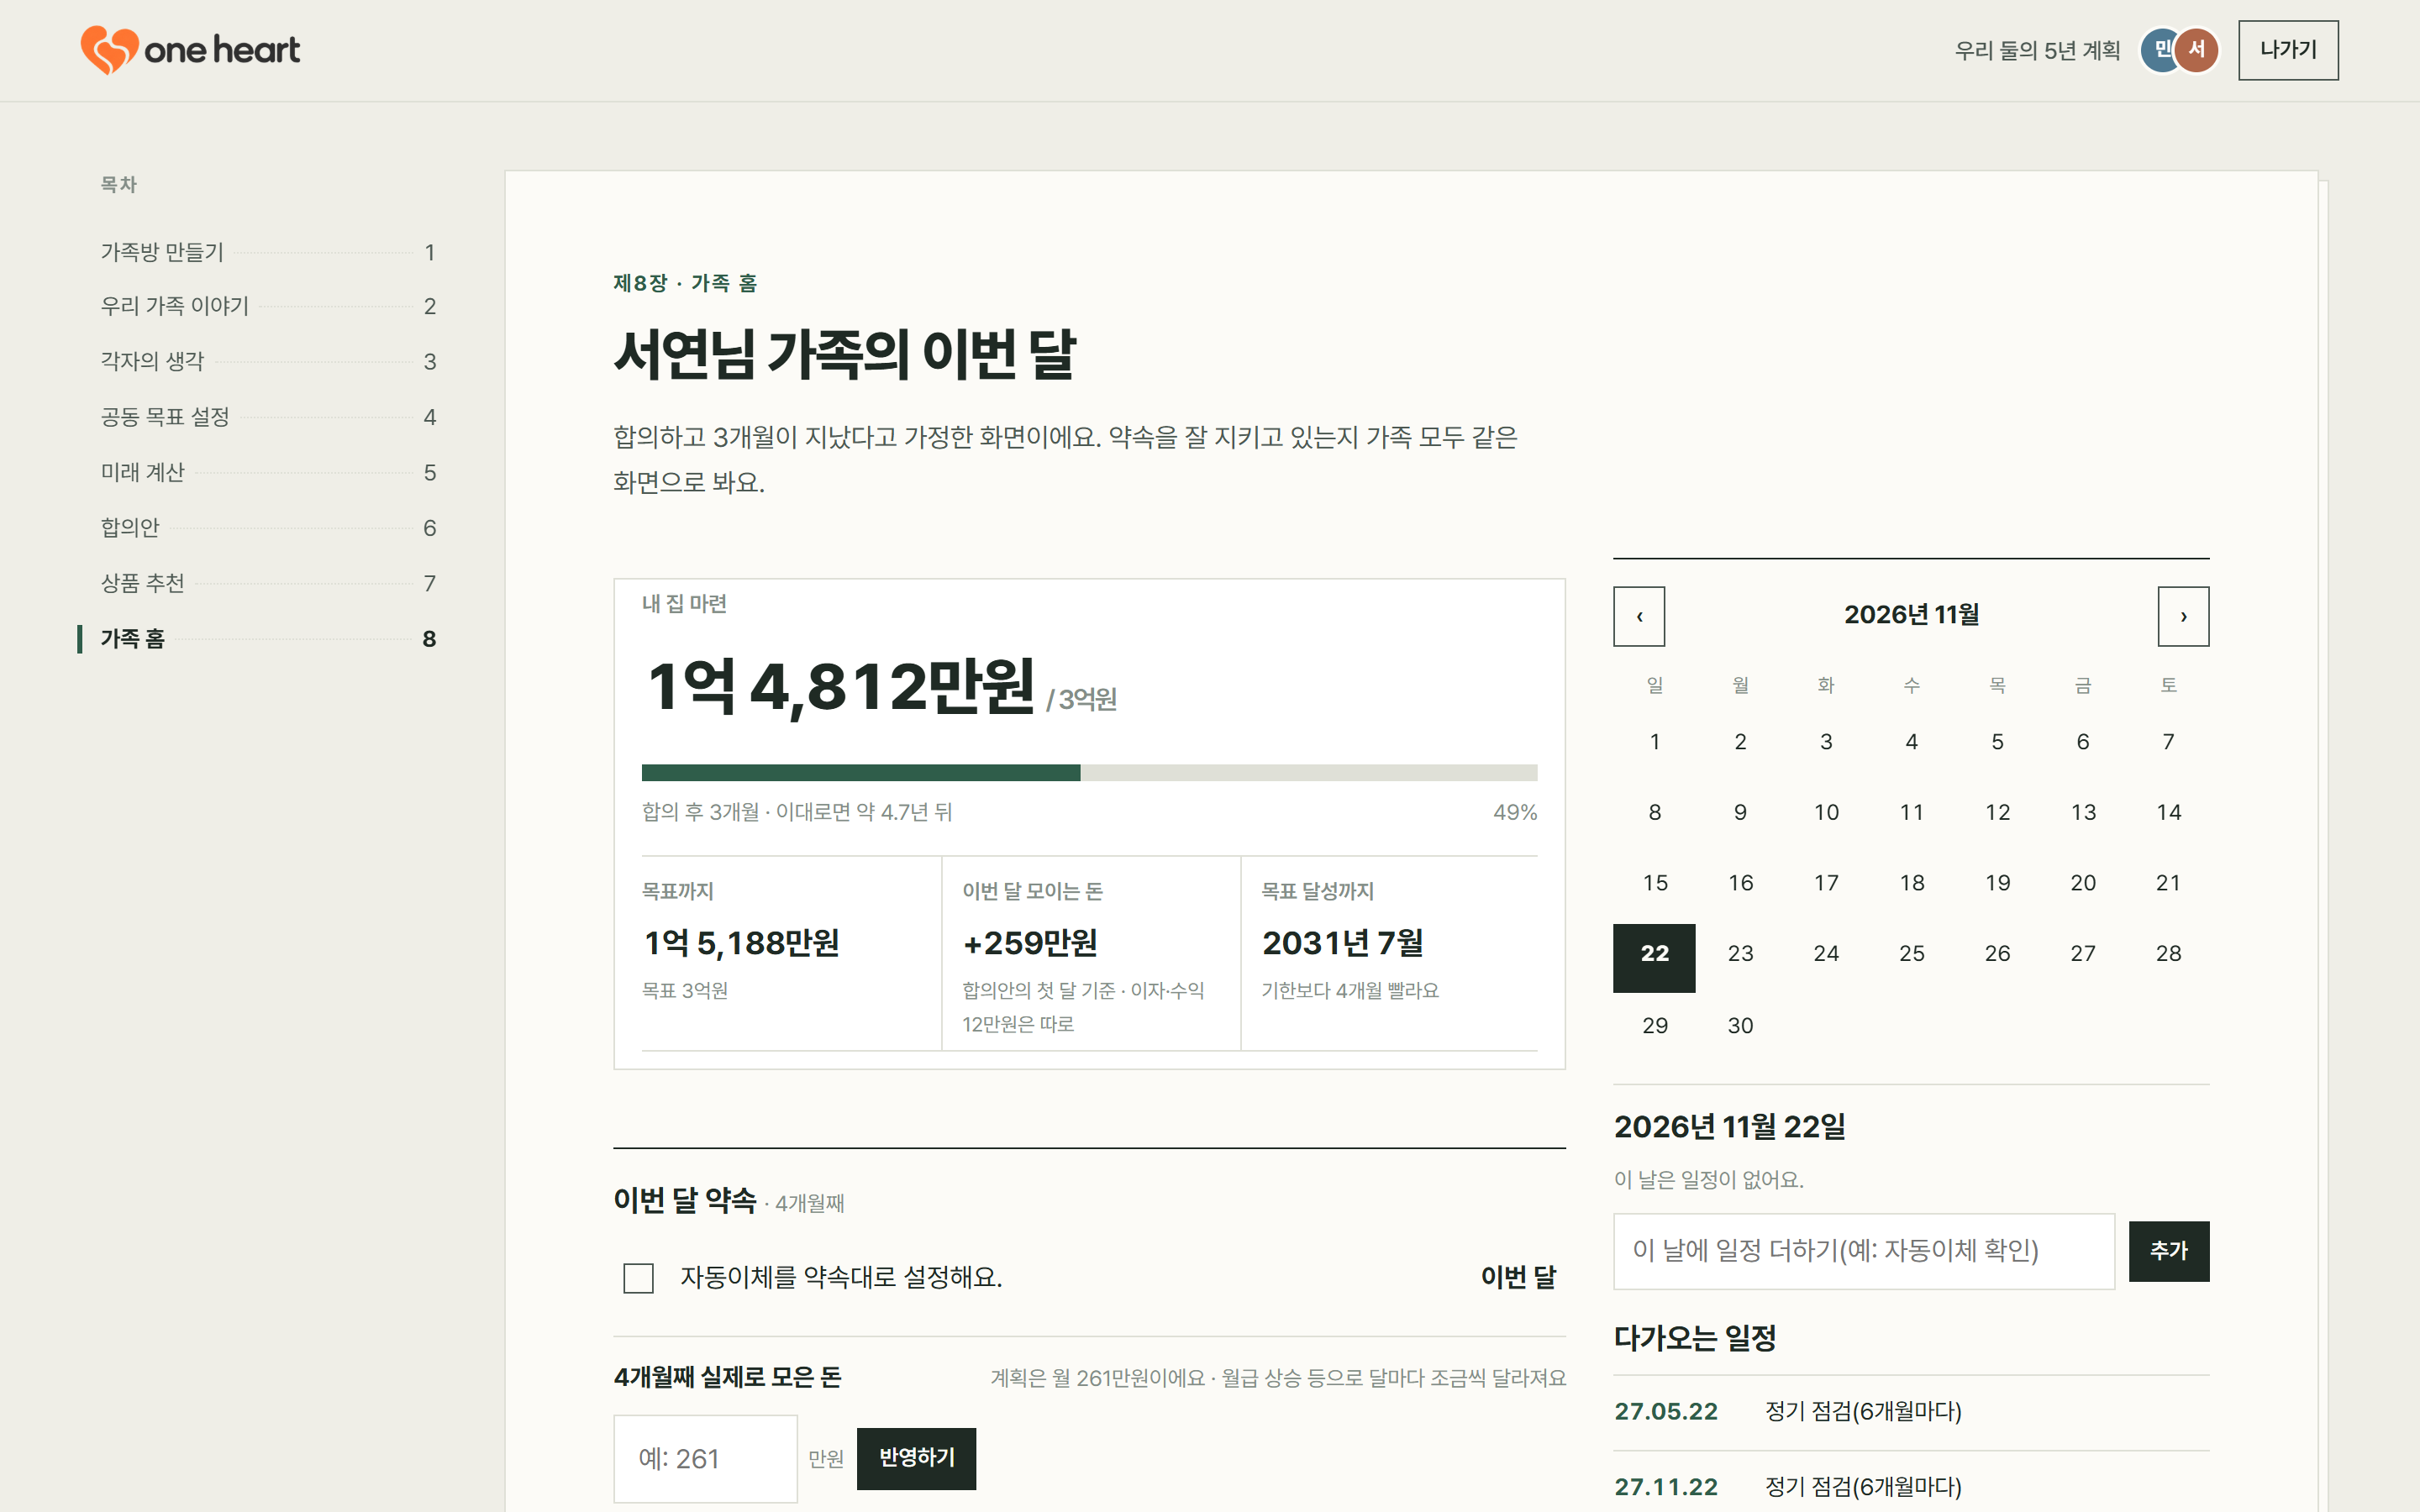 one heart
우리 둘의 5년 계획
민
서
나가기
목차
가족방 만들기 1
우리 가족 이야기 2
각자의 생각 3
공동 목표 설정 4
미래 계산 5
합의안 6
상품 추천 7
가족 홈 8
제8장 · 가족 홈
서연님 가족의 이번 달
합의하고 3개월이 지났다고 가정한 화면이에요. 약속을 잘 지키고 있는지 가족 모두 같은
화면으로 봐요.
내 집 마련
1억 4,812만원 / 3억원
합의 후 3개월 · 이대로면 약 4.7년 뒤 49%
목표까지
1억 5,188만원
목표 3억원
이번 달 모이는 돈
+259만원
합의안의 첫 달 기준 · 이자·수익
12만원은 따로
목표 달성까지
2031년 7월
기한보다 4개월 빨라요
이번 달 약속 · 4개월째
자동이체를 약속대로 설정해요. 이번 달
4개월째 실제로 모은 돈 계획은 월 261만원이에요 · 월급 상승 등으로 달마다 조금씩 달라져요
예: 261 만원 반영하기
‹ 2026년 11월 ›
일 월 화 수 목 금 토
1 2 3 4 5 6 7
8 9 10 11 12 13 14
15 16 17 18 19 20 21
22 23 24 25 26 27 28
29 30
2026년 11월 22일
이 날은 일정이 없어요.
이 날에 일정 더하기(예: 자동이체 확인) 추가
다가오는 일정
27.05.22 정기 점검(6개월마다)
27.11.22 정기 점검(6개월마다)